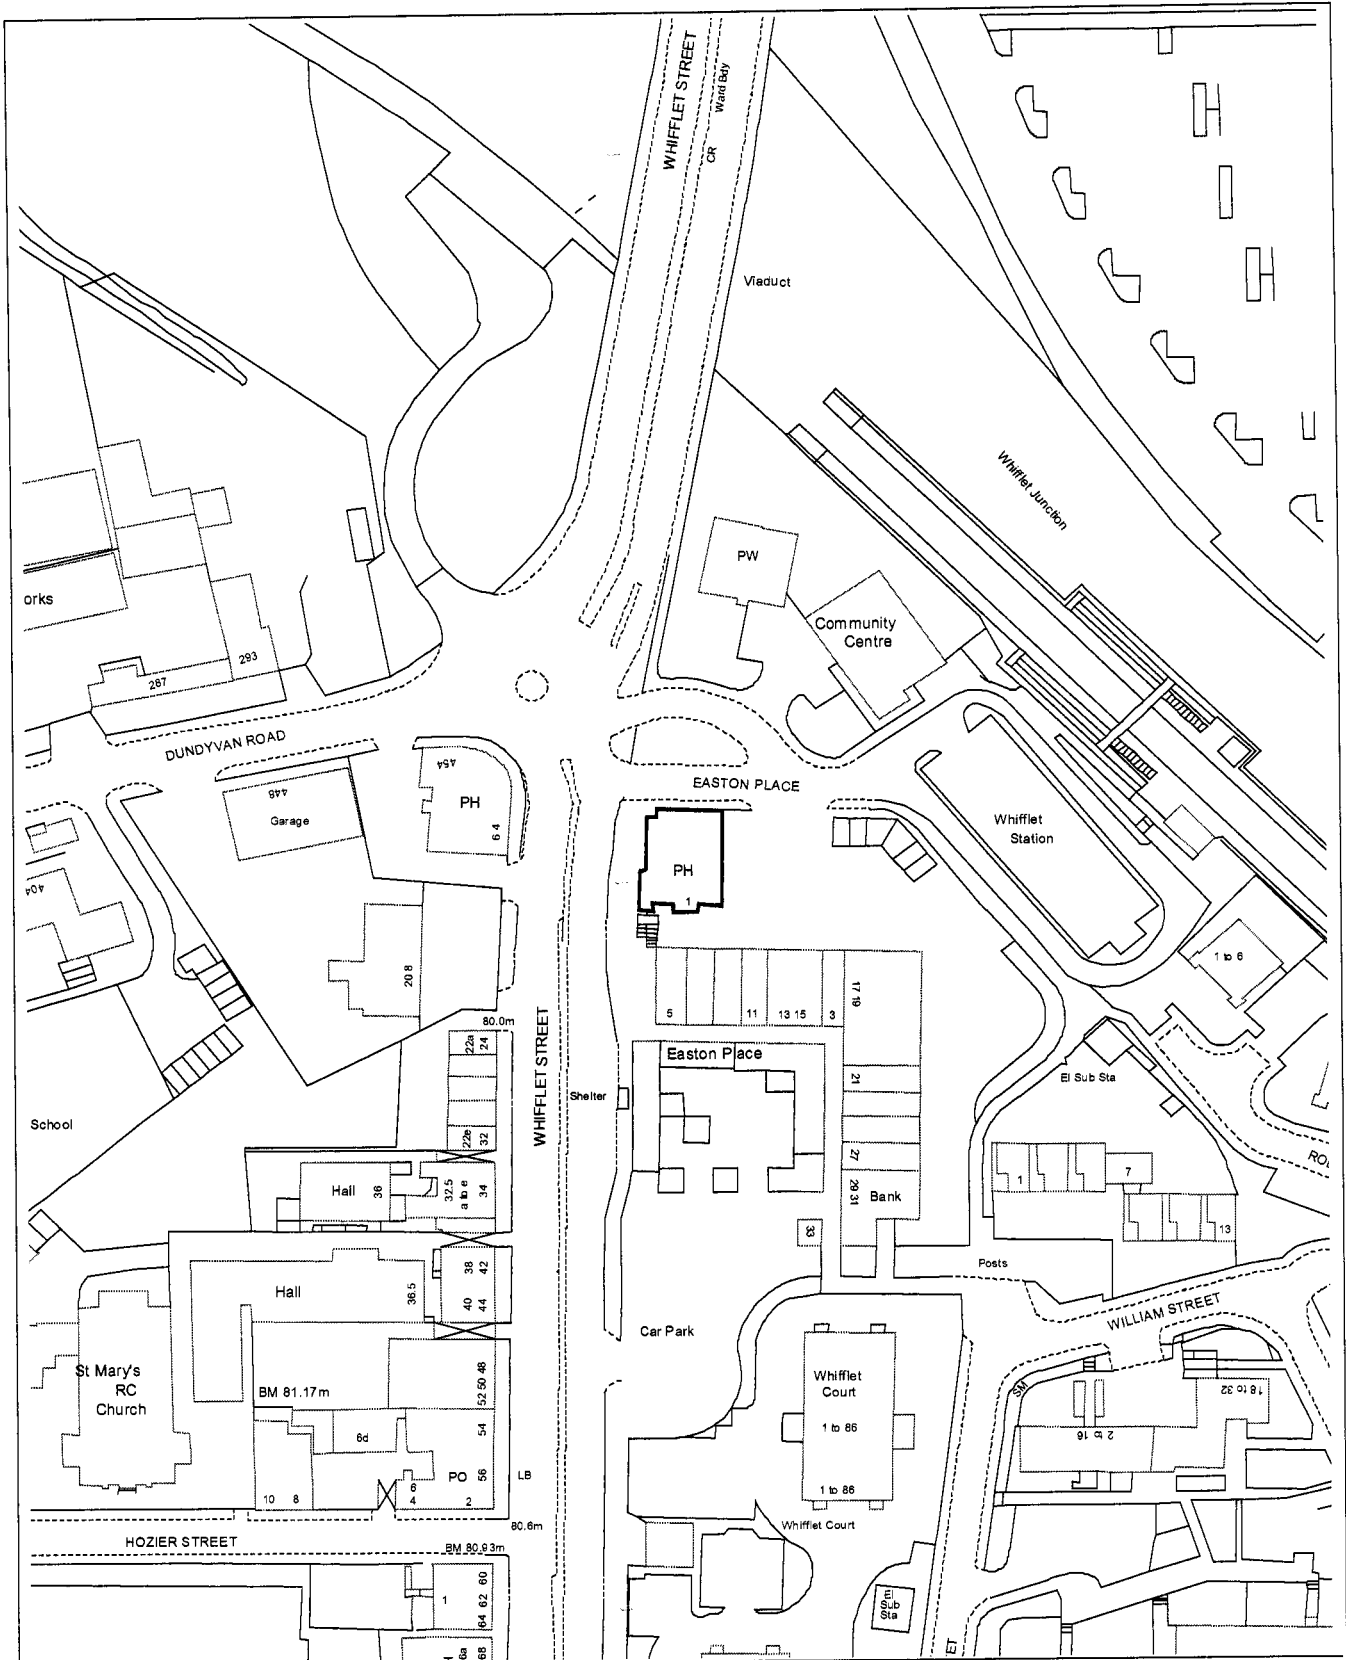 WHIFFLET STREET
Ward Bdy
CR
Viaduct
Whifflet Junction
PW
Community
Centre
orks
293
287
DUNDYVAN ROAD
454
PH
64
448
Garage
EASTON PLACE
Whifflet
Station
PH
1
404
208
1 to 6
17 19
5
11
13 15
3
80.0m
22a
24
WHIFFLET STREET
Easton Place
21
El Sub Sta
Shelter
School
22e
32
27
1
7
Hall
36
32.5
a to e
34
29 31
Bank
13
33
38
42
Posts
Hall
36.5
40
44
WILLIAM STREET
Car Park
St Mary's
RC
Church
BM 81.17m
52 50 48
Whifflet
Court
1 to 86
SM
18 to 32
2 to 16
54
6d
PO
56
LB
6
4
2
10
8
1 to 86
80.6m
Whifflet Court
HOZIER STREET
BM 80.93m
60
1
62
64
El
Sub
Sta
ET
6a
68